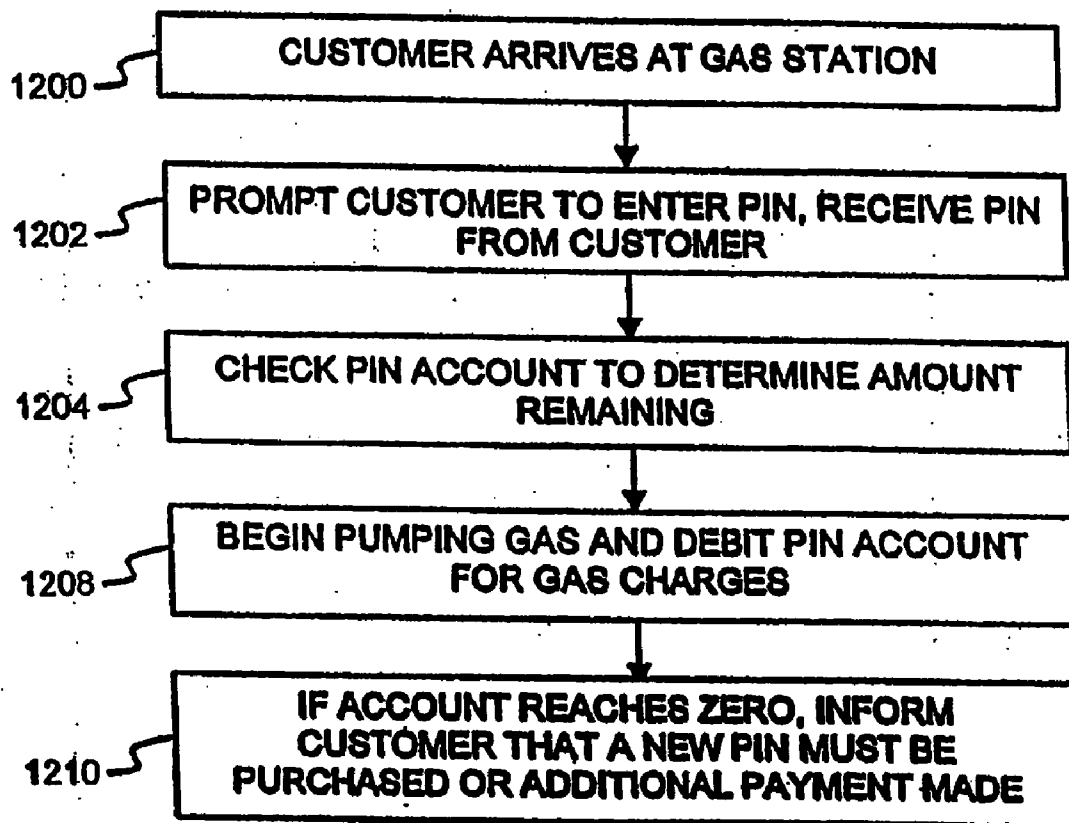 CUSTOMER ARRIVES AT GAS STATION
1200
PROMPT CUSTOMER TO ENTER PIN, RECEIVE PIN
FROM CUSTOMER
1202
CHECK PIN ACCOUNT TO DETERMINE AMOUNT
REMAINING
1204
BEGIN PUMPING GAS AND DEBIT PIN ACCOUNT
FOR GAS CHARGES
1208
IF ACCOUNT REACHES ZERO, INFORM
CUSTOMER THAT A NEW PIN MUST BE
PURCHASED OR ADDITIONAL PAYMENT MADE
1210